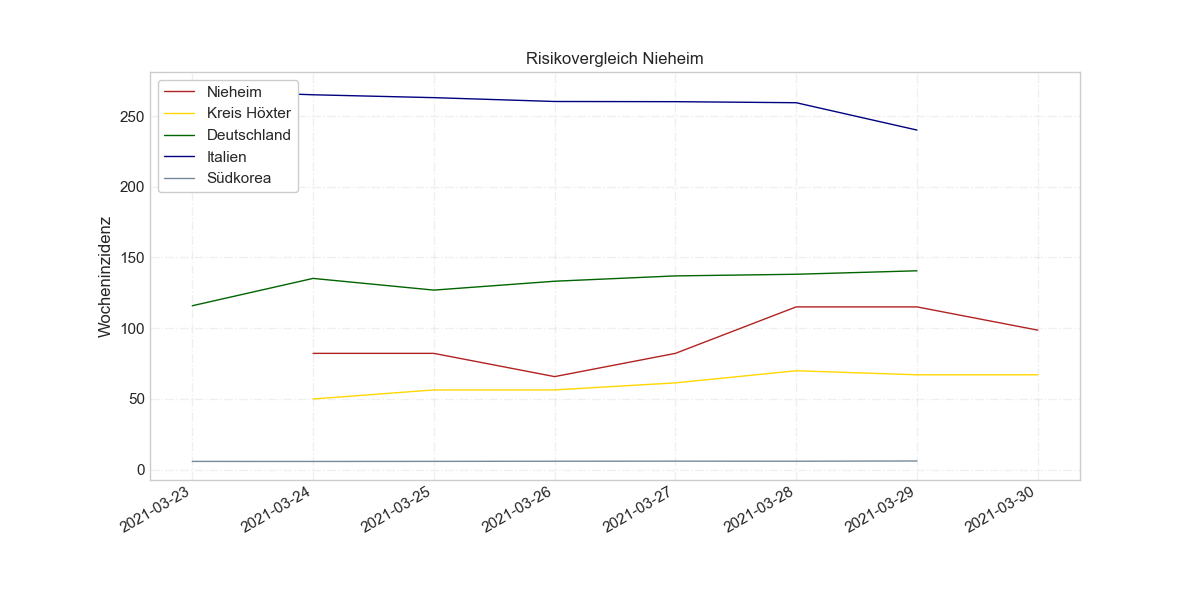 Risikovergleich Nieheim
Nieheim
Kreis Höxter
Deutschland
Italien
Südkorea
Wocheninzidenz
250
200
150
100
50
0
2021-03-23
2021-03-24
2021-03-25
2021-03-26
2021-03-27
2021-03-28
2021-03-29
2021-03-30